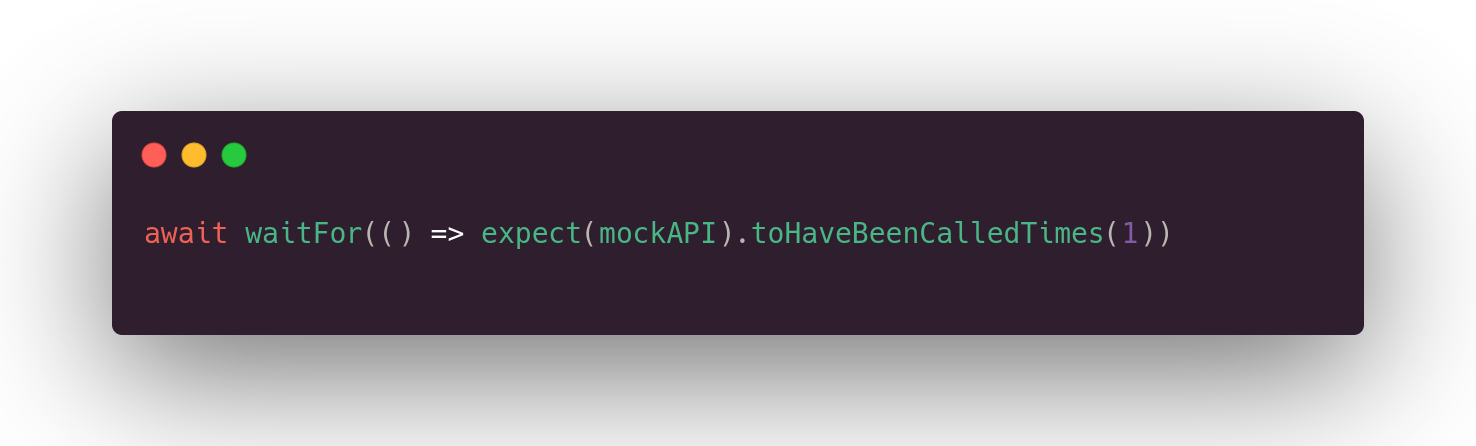 await waitFor(() => expect(mockAPI).toHaveBeenCalledTimes(1))